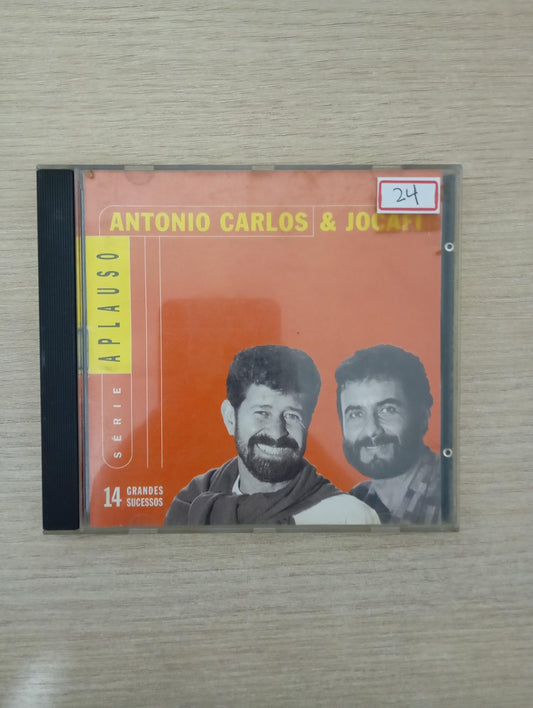 24
ANTONIO CARLOS & JOCAFI
SÉRIE APLAUSO
14 GRANDES
SUCESSOS